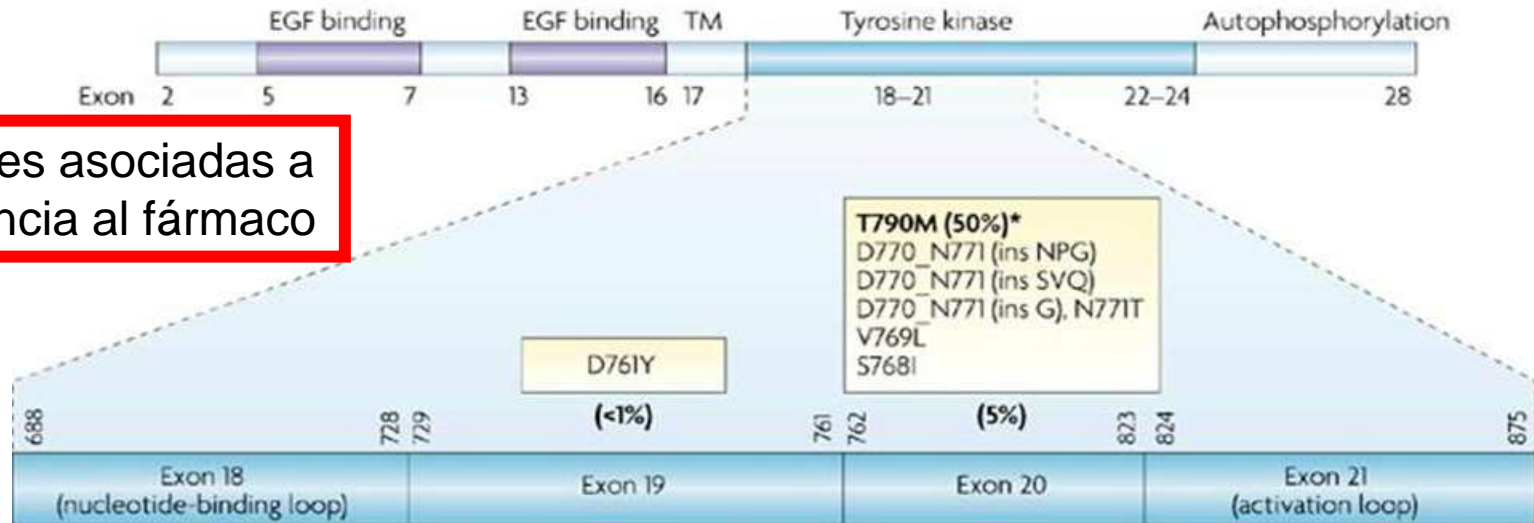 EGF binding EGF binding TM Tyrosine kinase Autophosphorylation
Exon 2 5 7 13 16 17 18–21 22–24 28
es asociadas a
ncia al fármaco
T790M (50%)*
D770_N771 (ins NPG)
D770_N771 (ins SVQ)
D770_N771 (ins G), N771T
V769L
S768I
D761Y
(<1%) (5%)
688 728 729 761 762 823 824 875
Exon 18 Exon 19 Exon 20 Exon 21
(nucleotide-binding loop) (activation loop)